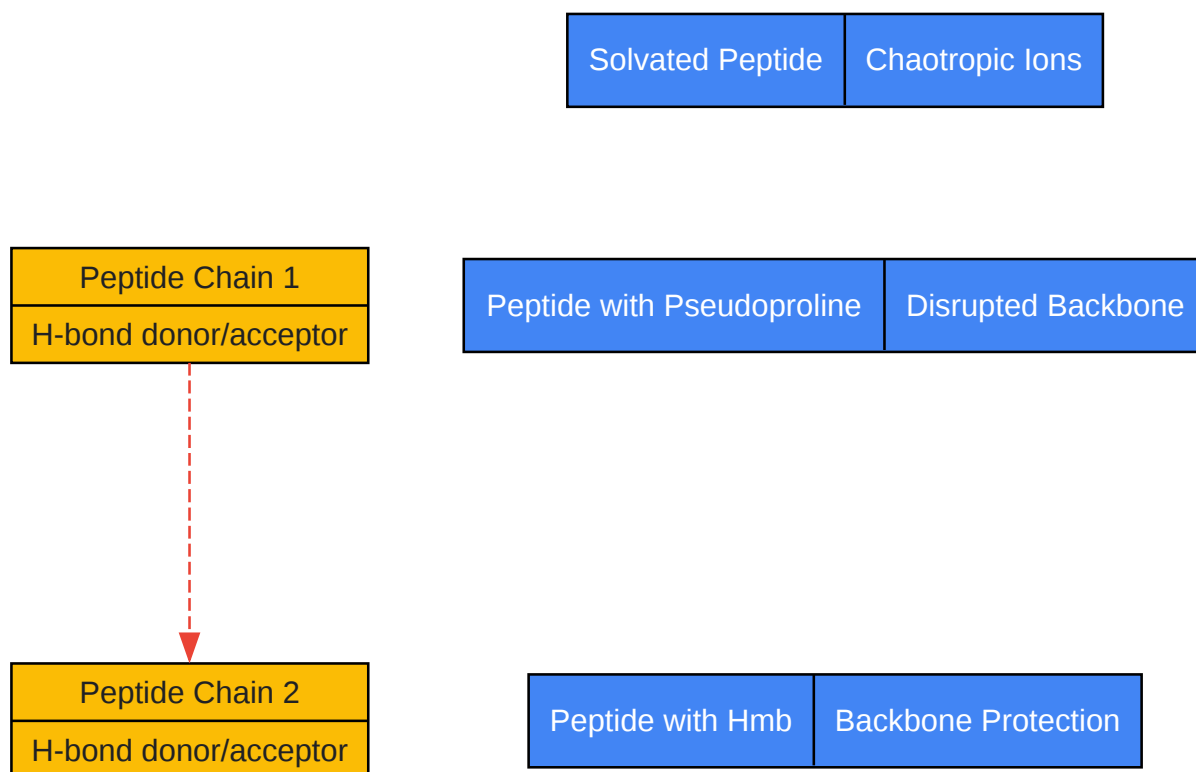 Solvated Peptide
Chaotropic Ions
Peptide Chain 1
H-bond donor/acceptor
Peptide with Pseudoproline
Disrupted Backbone
Peptide Chain 2
H-bond donor/acceptor
Peptide with Hmb
Backbone Protection